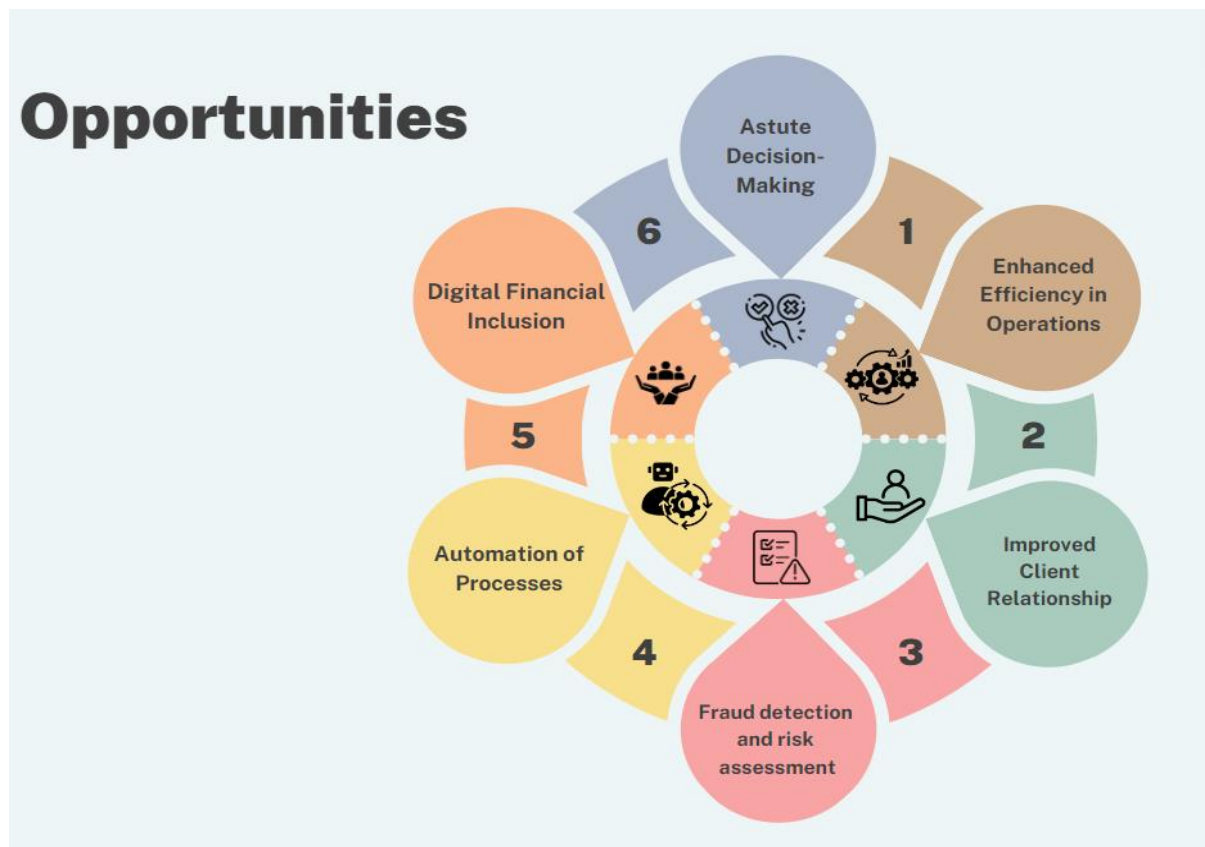 Opportunities
Astute
Decision-
Making
1
Enhanced
Efficiency in
Operations
2
Improved
Client
Relationship
3
Fraud detection
and risk
assessment
4
Automation of
Processes
5
Digital Financial
Inclusion
6